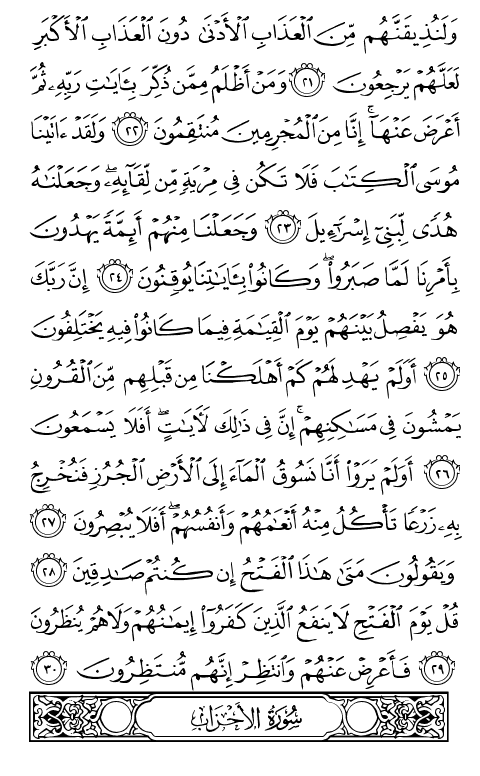 وَلَنُذِيقَنَّهُم مِّنَ ٱلْعَذَابِ ٱلْأَدْنَىٰ دُونَ ٱلْعَذَابِ ٱلْأَكْبَرِ
لَعَلَّهُمْ يَرْجِعُونَ ٢١ وَمَنْ أَظْلَمُ مِمَّن ذُكِّرَ بِـَٔايَـٰتِ رَبِّهِۦ ثُمَّ
أَعْرَضَ عَنْهَآ ۚ إِنَّا مِنَ ٱلْمُجْرِمِينَ مُنتَقِمُونَ ٢٢ وَلَقَدْ ءَاتَيْنَا
مُوسَى ٱلْكِتَـٰبَ فَلَا تَكُن فِى مِرْيَةٍ مِّن لِّقَآئِهِۦ ۖ وَجَعَلْنَـٰهُ
هُدًى لِّبَنِىٓ إِسْرَٰٓءِيلَ ٢٣ وَجَعَلْنَا مِنْهُمْ أَئِمَّةً يَهْدُونَ
بِأَمْرِنَا لَمَّا صَبَرُوا۟ ۖ وَكَانُوا۟ بِـَٔايَـٰتِنَا يُوقِنُونَ ٢٤ إِنَّ رَبَّكَ
هُوَ يَفْصِلُ بَيْنَهُمْ يَوْمَ ٱلْقِيَـٰمَةِ فِيمَا كَانُوا۟ فِيهِ يَخْتَلِفُونَ
٢٥ أَوَلَمْ يَهْدِ لَهُمْ كَمْ أَهْلَكْنَا مِن قَبْلِهِم مِّنَ ٱلْقُرُونِ
يَمْشُونَ فِى مَسَـٰكِنِهِمْ ۚ إِنَّ فِى ذَٰلِكَ لَـَٔايَـٰتٍ ۖ أَفَلَا يَسْمَعُونَ
٢٦ أَوَلَمْ يَرَوْا۟ أَنَّا نَسُوقُ ٱلْمَآءَ إِلَى ٱلْأَرْضِ ٱلْجُرُزِ فَنُخْرِجُ
بِهِۦ زَرْعًا تَأْكُلُ مِنْهُ أَنْعَـٰمُهُمْ وَأَنفُسُهُمْ ۖ أَفَلَا يُبْصِرُونَ ٢٧
وَيَقُولُونَ مَتَىٰ هَـٰذَا ٱلْفَتْحُ إِن كُنتُمْ صَـٰدِقِينَ ٢٨
قُلْ يَوْمَ ٱلْفَتْحِ لَا يَنفَعُ ٱلَّذِينَ كَفَرُوٓا۟ إِيمَـٰنُهُمْ وَلَا هُمْ يُنظَرُونَ
٢٩ فَأَعْرِضْ عَنْهُمْ وَٱنتَظِرْ إِنَّهُم مُّنتَظِرُونَ ٣٠
سُورَةُ الأَحْزَابِ